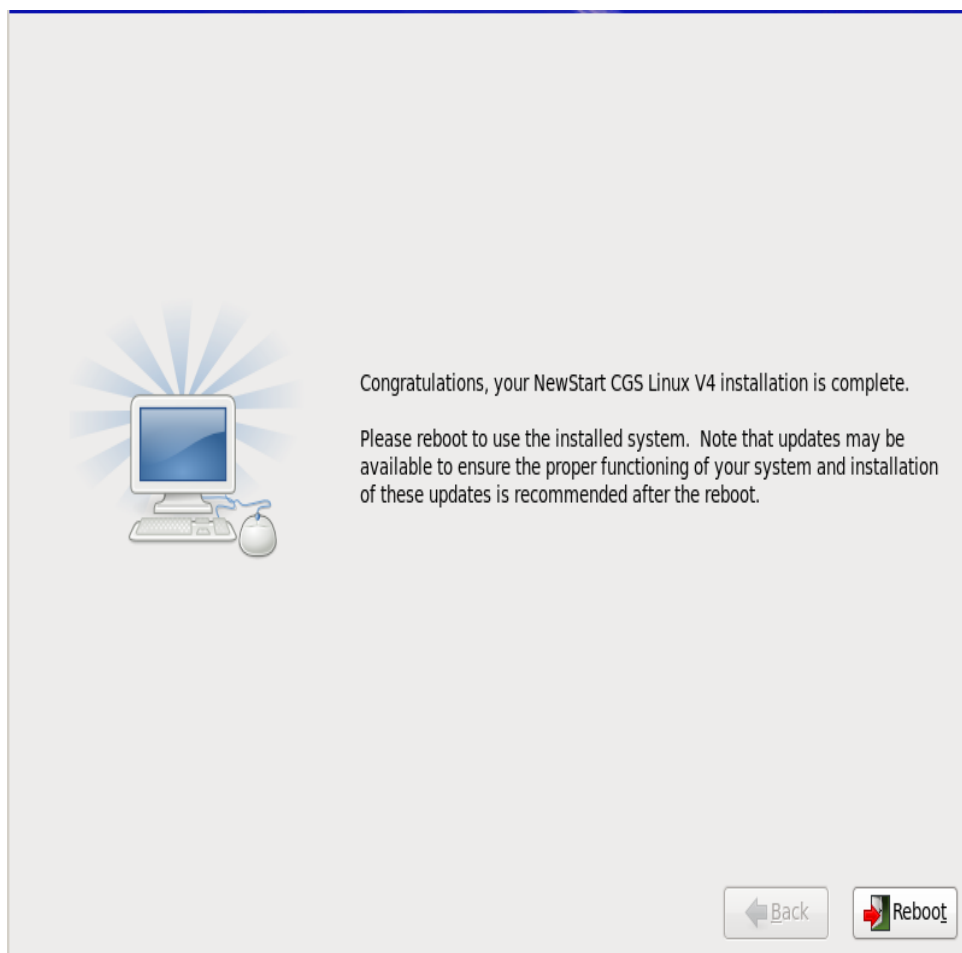 Congratulations, your NewStart CGS Linux V4 installation is complete.
Please reboot to use the installed system.  Note that updates may be
available to ensure the proper functioning of your system and installation
of these updates is recommended after the reboot.
Back
Reboot